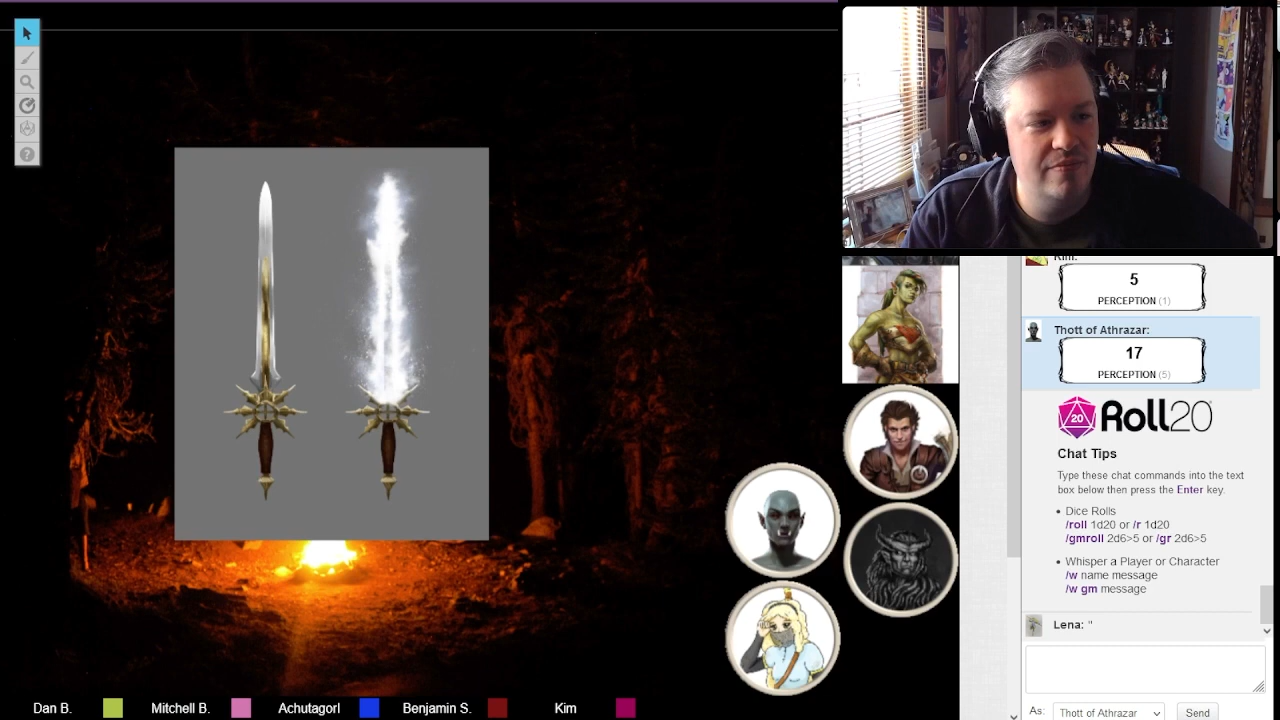 Kim:
5
PERCEPTION (1)
Thott of Athrazar:
17
PERCEPTION (5)
20
Roll20
Chat Tips
Type these chat commands into the text
box below then press the Enter key.
Dice Rolls
/roll 1d20 or /r 1d20
/gmroll 2d6>5 or /gr 2d6>5
Whisper a Player or Character
/w name message
/w gm message
Lena: "
As: Thott of Athrazar Send
Dan B. Mitchell B. Achutagorl Benjamin S. Kim